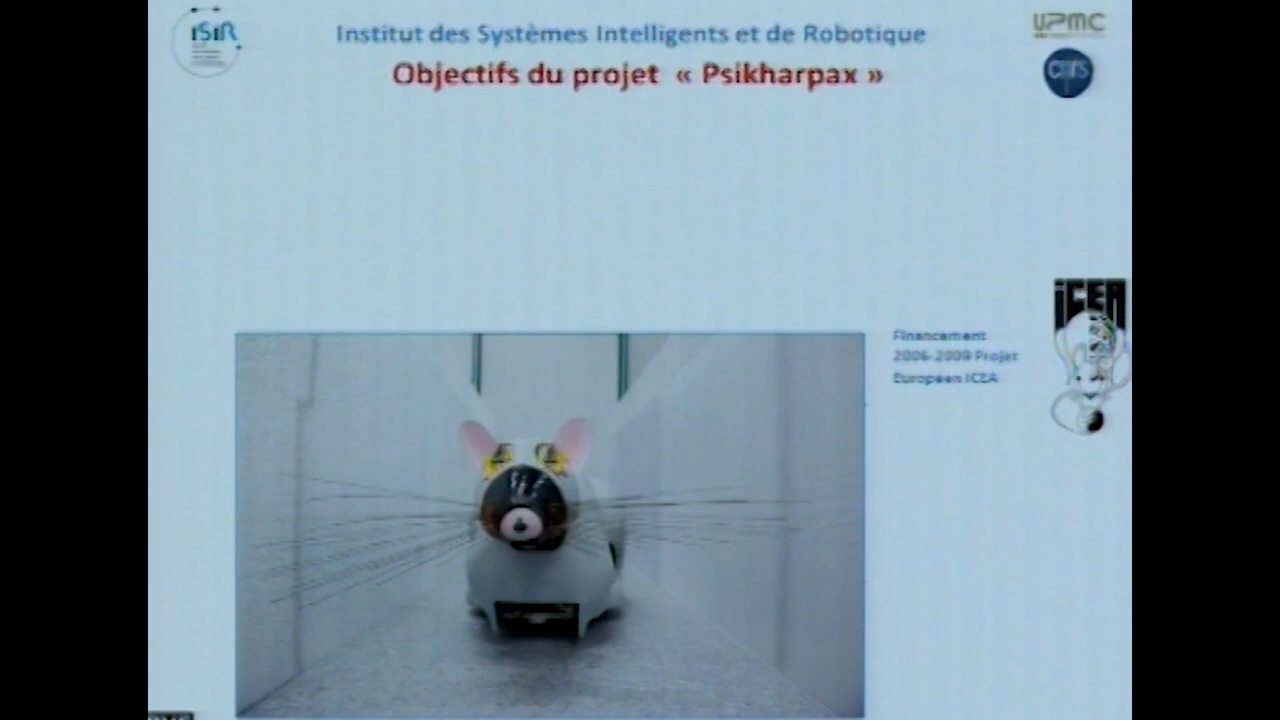 ISIR
Institut des Systèmes Intelligents et de Robotique
UPMC
Objectifs du projet « Psikharpax »
cnrs
iCEA
Financement
2006-2009 Projet
Européen ICEA